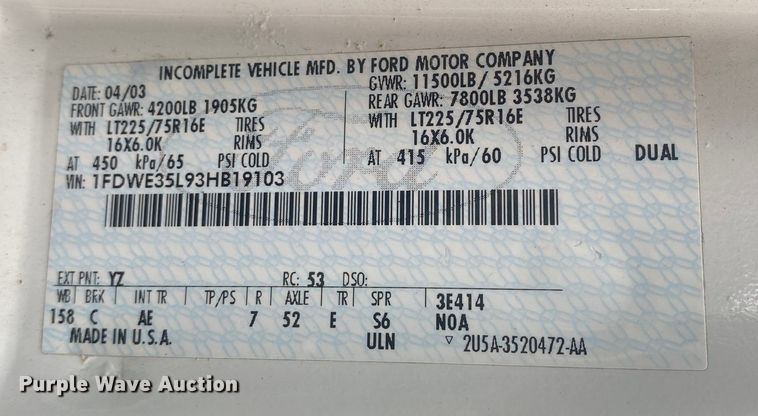 INCOMPLETE VEHICLE MFD. BY FORD MOTOR COMPANY
DATE: 04/03 GVWR: 11500LB/ 5216KG
FRONT GAWR: 4200LB 1905KG REAR GAWR: 7800LB 3538KG
WITH LT225/75R16E TIRES WITH LT225/75R16E TIRES
16X6.0K RIMS 16X6.0K RIMS
AT 450 kPa/65 PSI COLD AT 415 kPa/60 PSI COLD DUAL
VIN: 1FDWE35L93HB19103
Ford
EXT PNT: YZ RC: 53 DSO:
WB BRK INT TR TP/PS R AXLE TR SPR 3E414
158 C AE 7 52 E S6 N0A
MADE IN U.S.A. ULN ▽ 2U5A-3520472-AA
Purple Wave Auction